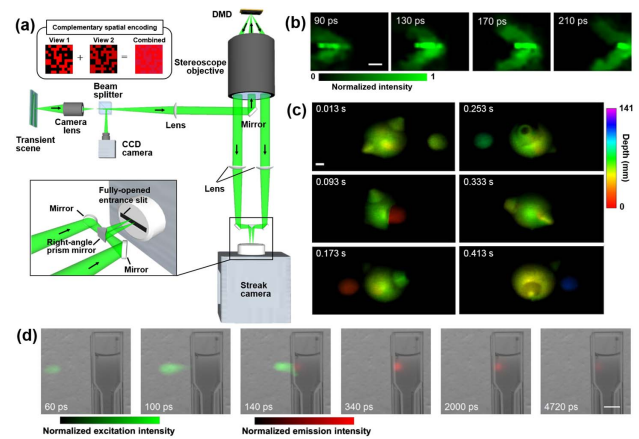 (a)
Complementary spatial encoding
View 1
View 2
Combined
+
=
DMD
Stereoscope
objective
Beam
splitter
Camera
lens
Transient
scene
CCD
camera
Lens
Mirror
Lens
Fully-opened
entrance slit
Mirror
Right-angle
prism mirror
Mirror
Streak
camera
(b)
90 ps
130 ps
170 ps
210 ps
0
1
Normalized intensity
(c)
0.013 s
0.253 s
0.093 s
0.333 s
0.173 s
0.413 s
141
Depth (mm)
0
(d)
60 ps
100 ps
140 ps
340 ps
2000 ps
4720 ps
Normalized excitation intensity
Normalized emission intensity